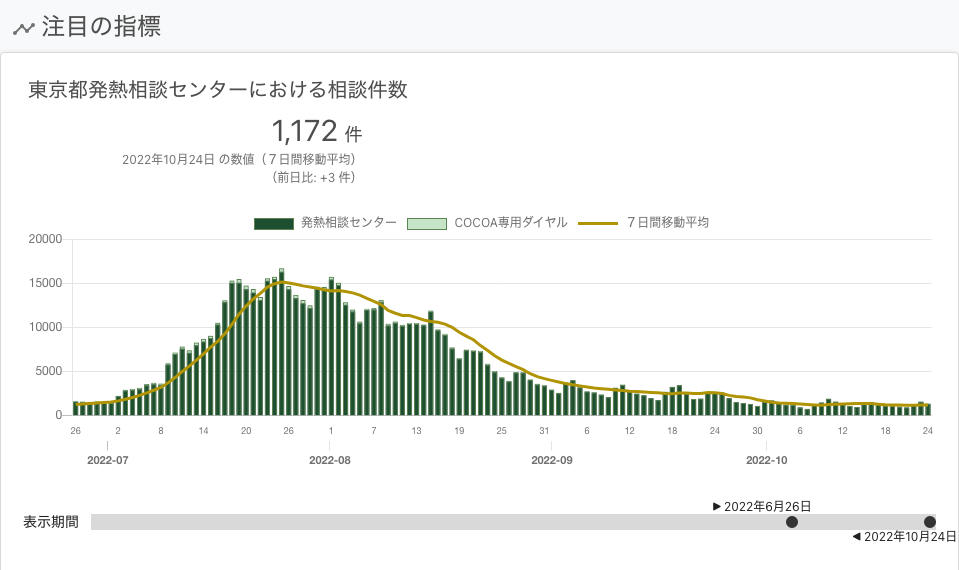 注目の指標
東京都発熱相談センターにおける相談件数
1,172 件
2022年10月24日 の数値（７日間移動平均）
（前日比: +3 件）
発熱相談センター COCOA専用ダイヤル ７日間移動平均
20000
15000
10000
5000
0
26 2 8 14 20 26 1 7 13 19 25 31 6 12 18 24 30 6 12 18 24
2022-07 2022-08 2022-09 2022-10
▶ 2022年6月26日
表示期間
◀ 2022年10月24日